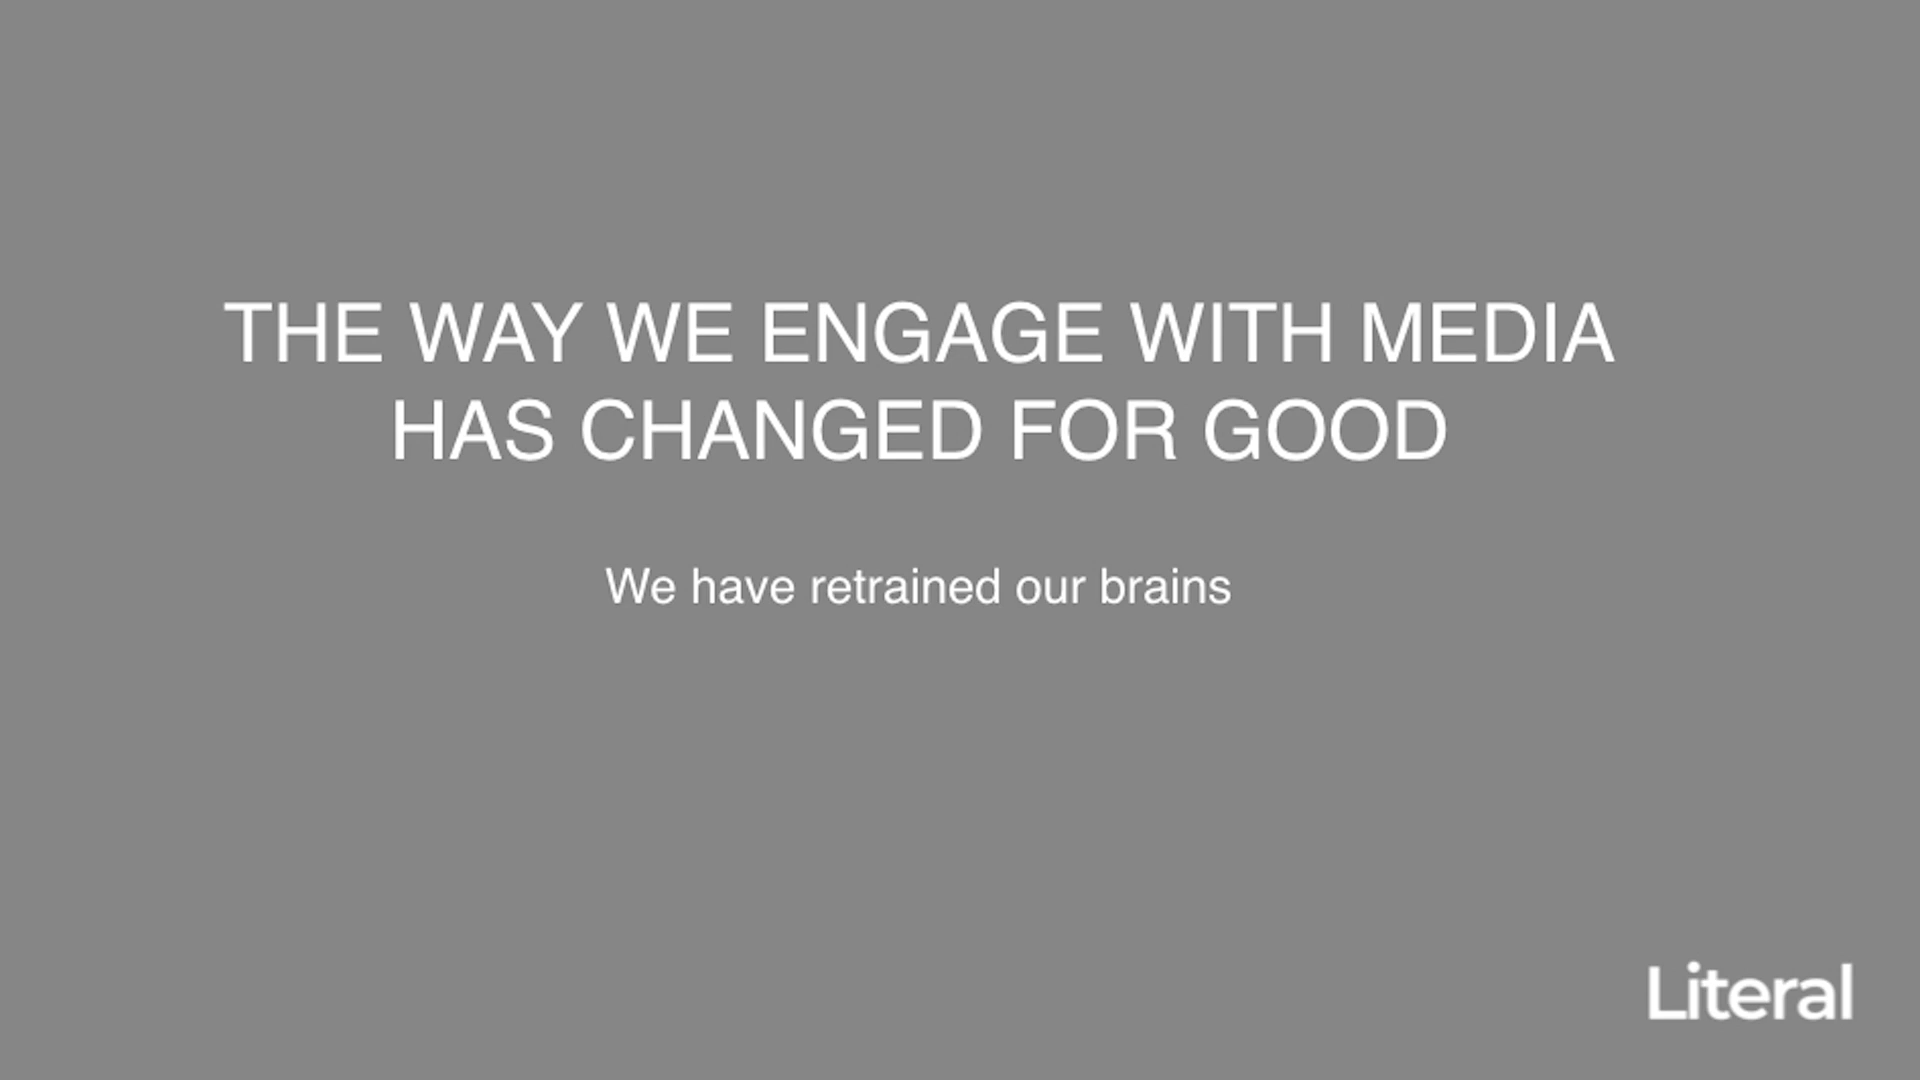 THE WAY WE ENGAGE WITH MEDIA
HAS CHANGED FOR GOOD
We have retrained our brains
Literal